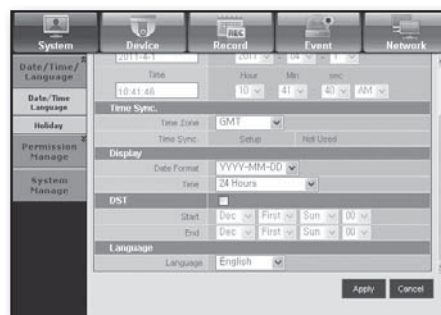 System Device Record Event Network
Date/Time/
Language
Date/Time
Language
Holiday
Permission
Manage
System
Manage
2011-4-1 2011 - 04 - 1
Time Hour Min sec
10:41:46 10 41 40 AM
Time Sync.
Time Zone GMT
Time Sync. Setup Not Used
Display
Date Format YYYY-MM-DD
Time 24 Hours
DST
Start Dec First Sun 00
End Dec First Sun 00
Language
Language English
Apply Cancel